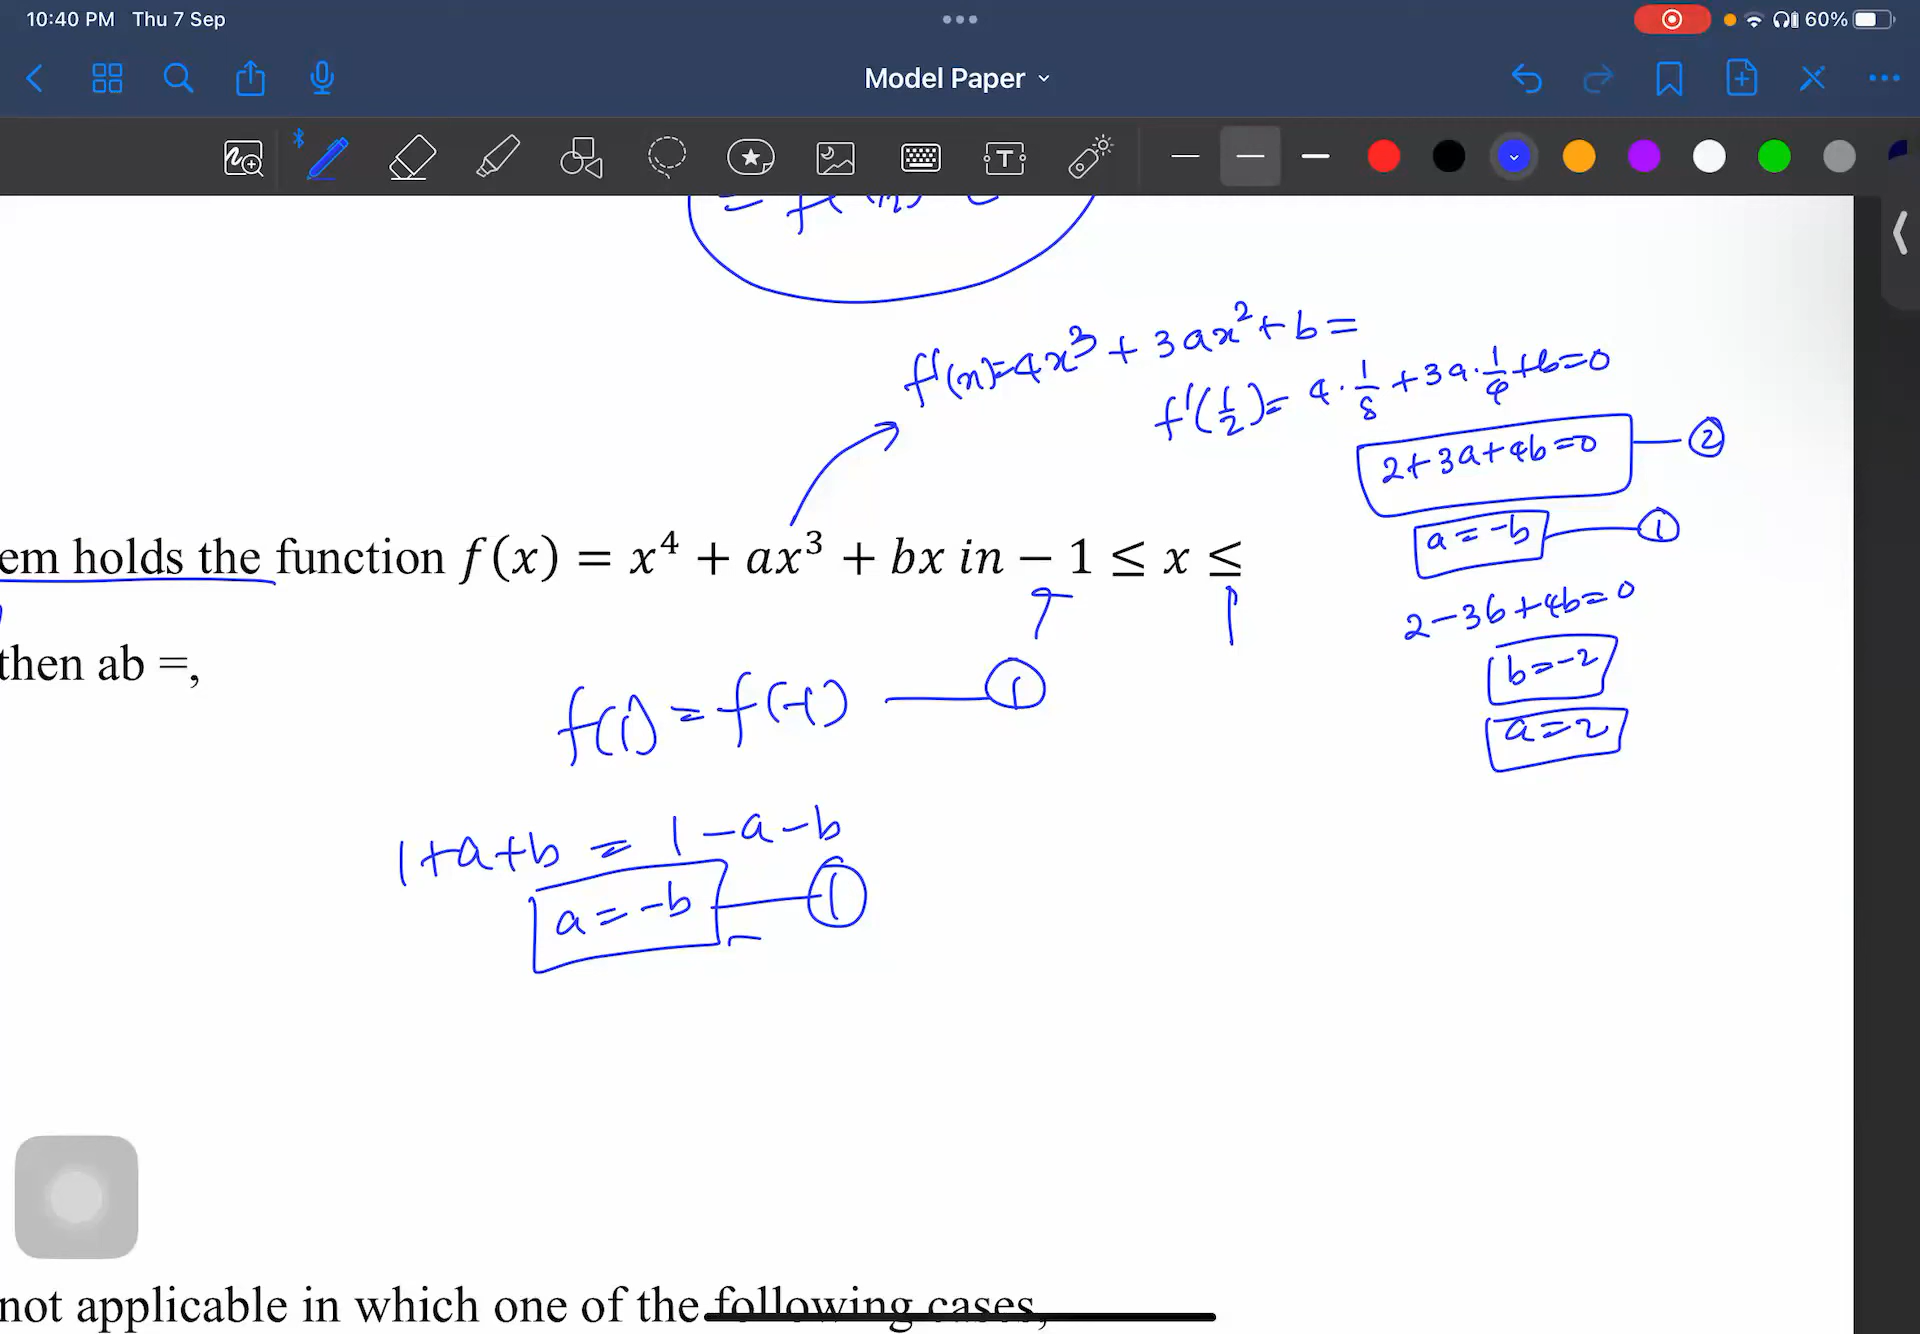 10:40 PM Thu 7 Sep
60%
Model Paper
T
f'(x)=4x³ + 3ax² + b =
f'(1/2) = 4 · 1/8 + 3a · 1/4 + b = 0
2+3a+4b=0 — ②
em holds the function f(x) = x⁴ + ax³ + bx in − 1 ≤ x ≤
1
a = -b — ①
2-3b+4b=0
then ab =,
b=-2
f(1) = f(-1) — ①
a=2
1+a+b = 1-a-b
a=-b — ①
not applicable in which one of the following cases,